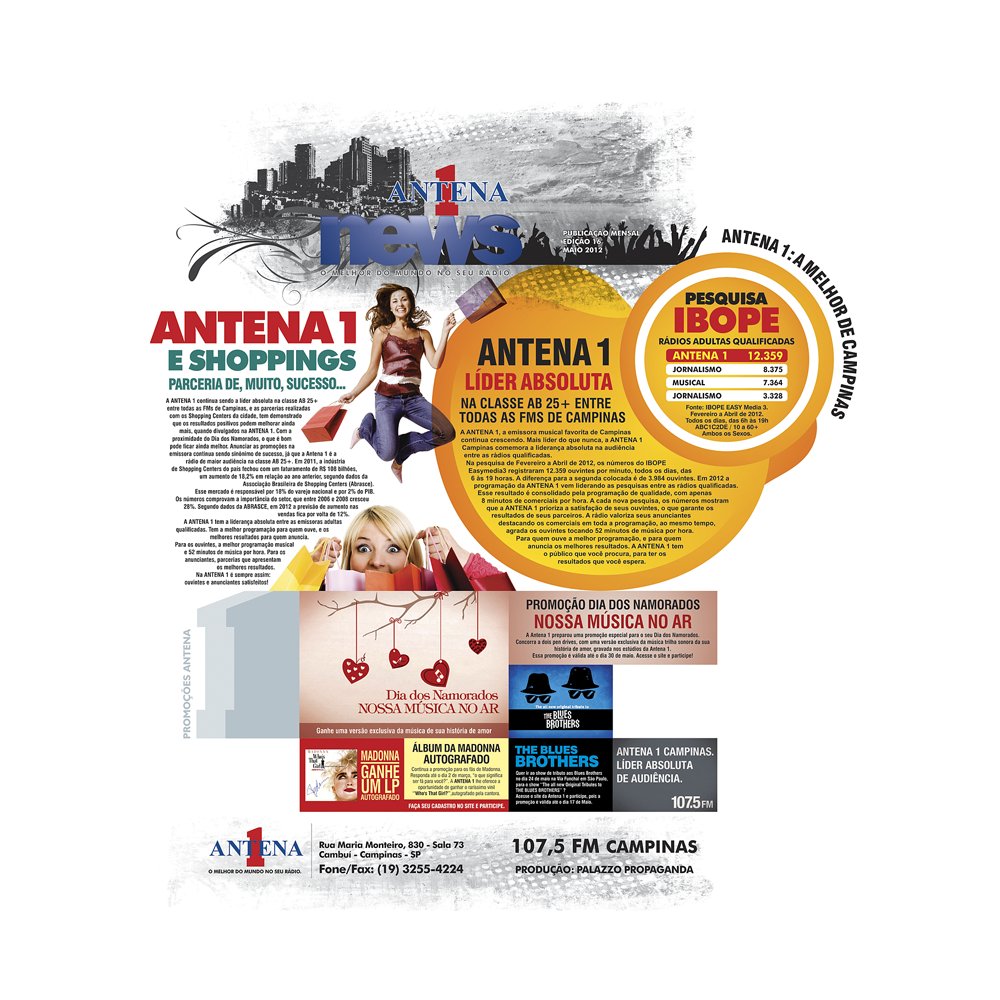 ANTENA 1
news
O MELHOR DO MUNDO NO SEU RÁDIO
PUBLICAÇÃO MENSAL
EDIÇÃO 16
MAIO 2012
ANTENA 1: A MELHOR DE CAMPINAS
PESQUISA
IBOPE
RÁDIOS ADULTAS QUALIFICADAS
ANTENA 1 12.359
JORNALISMO 8.375
MUSICAL 7.364
JORNALISMO 3.328
Fonte: IBOPE EASY Media 3.
Fevereiro a Abril de 2012.
Todos os dias, das 6h às 19h
ABC1C2DE / 10 a 60+
Ambos os Sexos.
ANTENA 1
E SHOPPINGS
PARCERIA DE, MUITO, SUCESSO...
A ANTENA 1 continua sendo a líder absoluta na classe AB 25+
entre todas as FMs de Campinas, e as parcerias realizadas
com os Shopping Centers da cidade, tem demonstrado
que os resultados positivos podem melhorar ainda
mais, quando divulgados na ANTENA 1. Com a
proximidade do Dia dos Namorados, o que é bom
pode ficar ainda melhor. Anunciar as promoções na
emissora continua sendo sinônimo de sucesso, já que a Antena 1 é a
rádio de maior audiência na classe AB 25+. Em 2011, a indústria
de Shopping Centers do país fechou com um faturamento de R$ 108 bilhões,
um aumento de 18,2% em relação ao ano anterior, segundo dados da
Associação Brasileira de Shopping Centers (Abrasce).
Esse mercado é responsável por 18% do varejo nacional e por 2% do PIB.
Os números comprovam a importância do setor, que entre 2006 e 2008 cresceu
28%. Segundo dados da ABRASCE, em 2012 a previsão de aumento nas
vendas fica por volta de 12%.
A ANTENA 1 tem a liderança absoluta entre as emissoras adultas
qualificadas. Tem a melhor programação para quem ouve, e os
melhores resultados para quem anuncia.
Para os ouvintes, a melhor programação musical
e 52 minutos de música por hora. Para os
anunciantes, parcerias que apresentam
os melhores resultados.
Na ANTENA 1 é sempre assim:
ouvintes e anunciantes satisfeitos!
ANTENA 1
LÍDER ABSOLUTA
NA CLASSE AB 25+ ENTRE
TODAS AS FMS DE CAMPINAS
A ANTENA 1, a emissora musical favorita de Campinas
continua crescendo. Mais líder do que nunca, a ANTENA 1
Campinas comemora a liderança absoluta na audiência
entre as rádios qualificadas.
Na pesquisa de Fevereiro a Abril de 2012, os números do IBOPE
Easymedia3 registraram 12.359 ouvintes por minuto, todos os dias, das
6 às 19 horas. A diferença para a segunda colocada é de 3.984 ouvintes. Em 2012 a
programação da ANTENA 1 vem liderando as pesquisas entre as rádios qualificadas.
Esse resultado é consolidado pela programação de qualidade, com apenas
8 minutos de comerciais por hora. A cada nova pesquisa, os números mostram
que a ANTENA 1 prioriza a satisfação de seus ouvintes, o que garante os
resultados de seus parceiros. A rádio valoriza seus anunciantes
destacando os comerciais em toda a programação, ao mesmo tempo,
agrada os ouvintes tocando 52 minutos de música por hora.
Para quem ouve a melhor programação, e para quem
anuncia os melhores resultados. A ANTENA 1 tem
o público que você procura, para ter os
resultados que você espera.
PROMOÇÕES ANTENA
1
Dia dos Namorados
NOSSA MÚSICA NO AR
Ganhe uma versão exclusiva da música de sua história de amor
PROMOÇÃO DIA DOS NAMORADOS
NOSSA MÚSICA NO AR
A Antena 1 preparou uma promoção especial para o seu Dia dos Namorados.
Concorra a dois pen drives, com uma versão exclusiva da música trilha sonora da sua
história de amor, gravada nos estúdios da Antena 1.
Essa promoção é válida até o dia 30 de maio. Acesse o site e participe!
The all new original tribute to
THE BLUES
BROTHERS
MADONNA
Who's
That Girl
MADONNA
GANHE
UM LP
AUTOGRAFADO
ÁLBUM DA MADONNA
AUTOGRAFADO
Continua a promoção para os fãs de Madonna.
Responda até o dia 2 de março, "o que significa
ser fã para você?". A ANTENA 1 lhe oferece a
oportunidade de ganhar o raríssimo vinil
"Who's That Girl?", autografado pela cantora.
FAÇA SEU CADASTRO NO SITE E PARTICIPE.
THE BLUES
BROTHERS
Quer ir ao show de tributo aos Blues Brothers
no dia 24 de maio na Via Funchal em São Paulo,
para o show "The all new Original Tributes to
THE BLUES BROTHERS" ?
Acesse o site da Antena 1 e participe, pois a
promoção é válida até o dia 17 de Maio.
ANTENA 1 CAMPINAS.
LÍDER ABSOLUTA
DE AUDIÊNCIA.
107.5 FM
ANTENA 1
O MELHOR DO MUNDO NO SEU RÁDIO.
Rua Maria Monteiro, 830 - Sala 73
Cambuí - Campinas - SP
Fone/Fax: (19) 3255-4224
107,5 FM CAMPINAS
PRODUÇÃO: PALAZZO PROPAGANDA